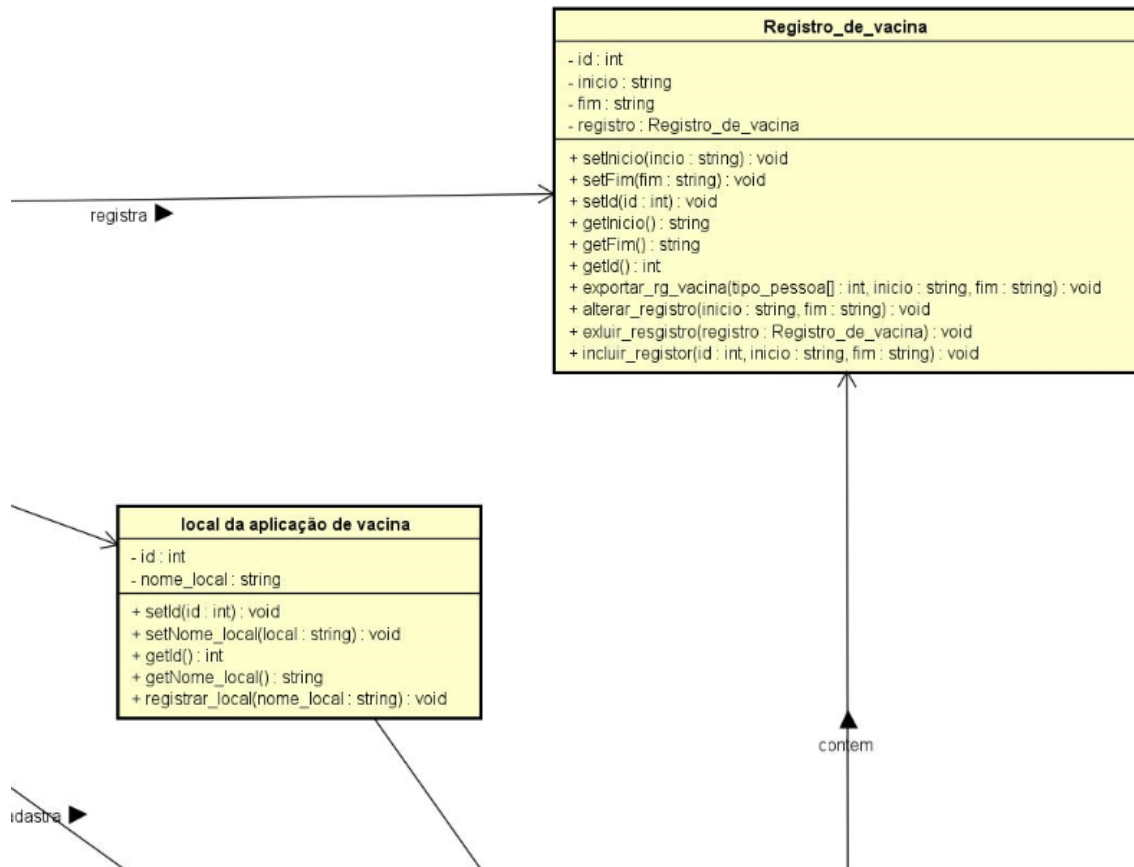 Registro_de_vacina
- id : int
- inicio : string
- fim : string
- registro : Registro_de_vacina
+ setInicio(incio : string) : void
+ setFim(fim : string) : void
+ setId(id : int) : void
+ getInicio() : string
+ getFim() : string
+ getId() : int
+ exportar_rg_vacina(tipo_pessoa[] : int, inicio : string, fim : string) : void
+ alterar_registro(inicio : string, fim : string) : void
+ exluir_resgistro(registro : Registro_de_vacina) : void
+ incluir_registor(id : int, inicio : string, fim : string) : void
registra
local da aplicação de vacina
- id : int
- nome_local : string
+ setId(id : int) : void
+ setNome_local(local : string) : void
+ getId() : int
+ getNome_local() : string
+ registrar_local(nome_local : string) : void
contem
adastra